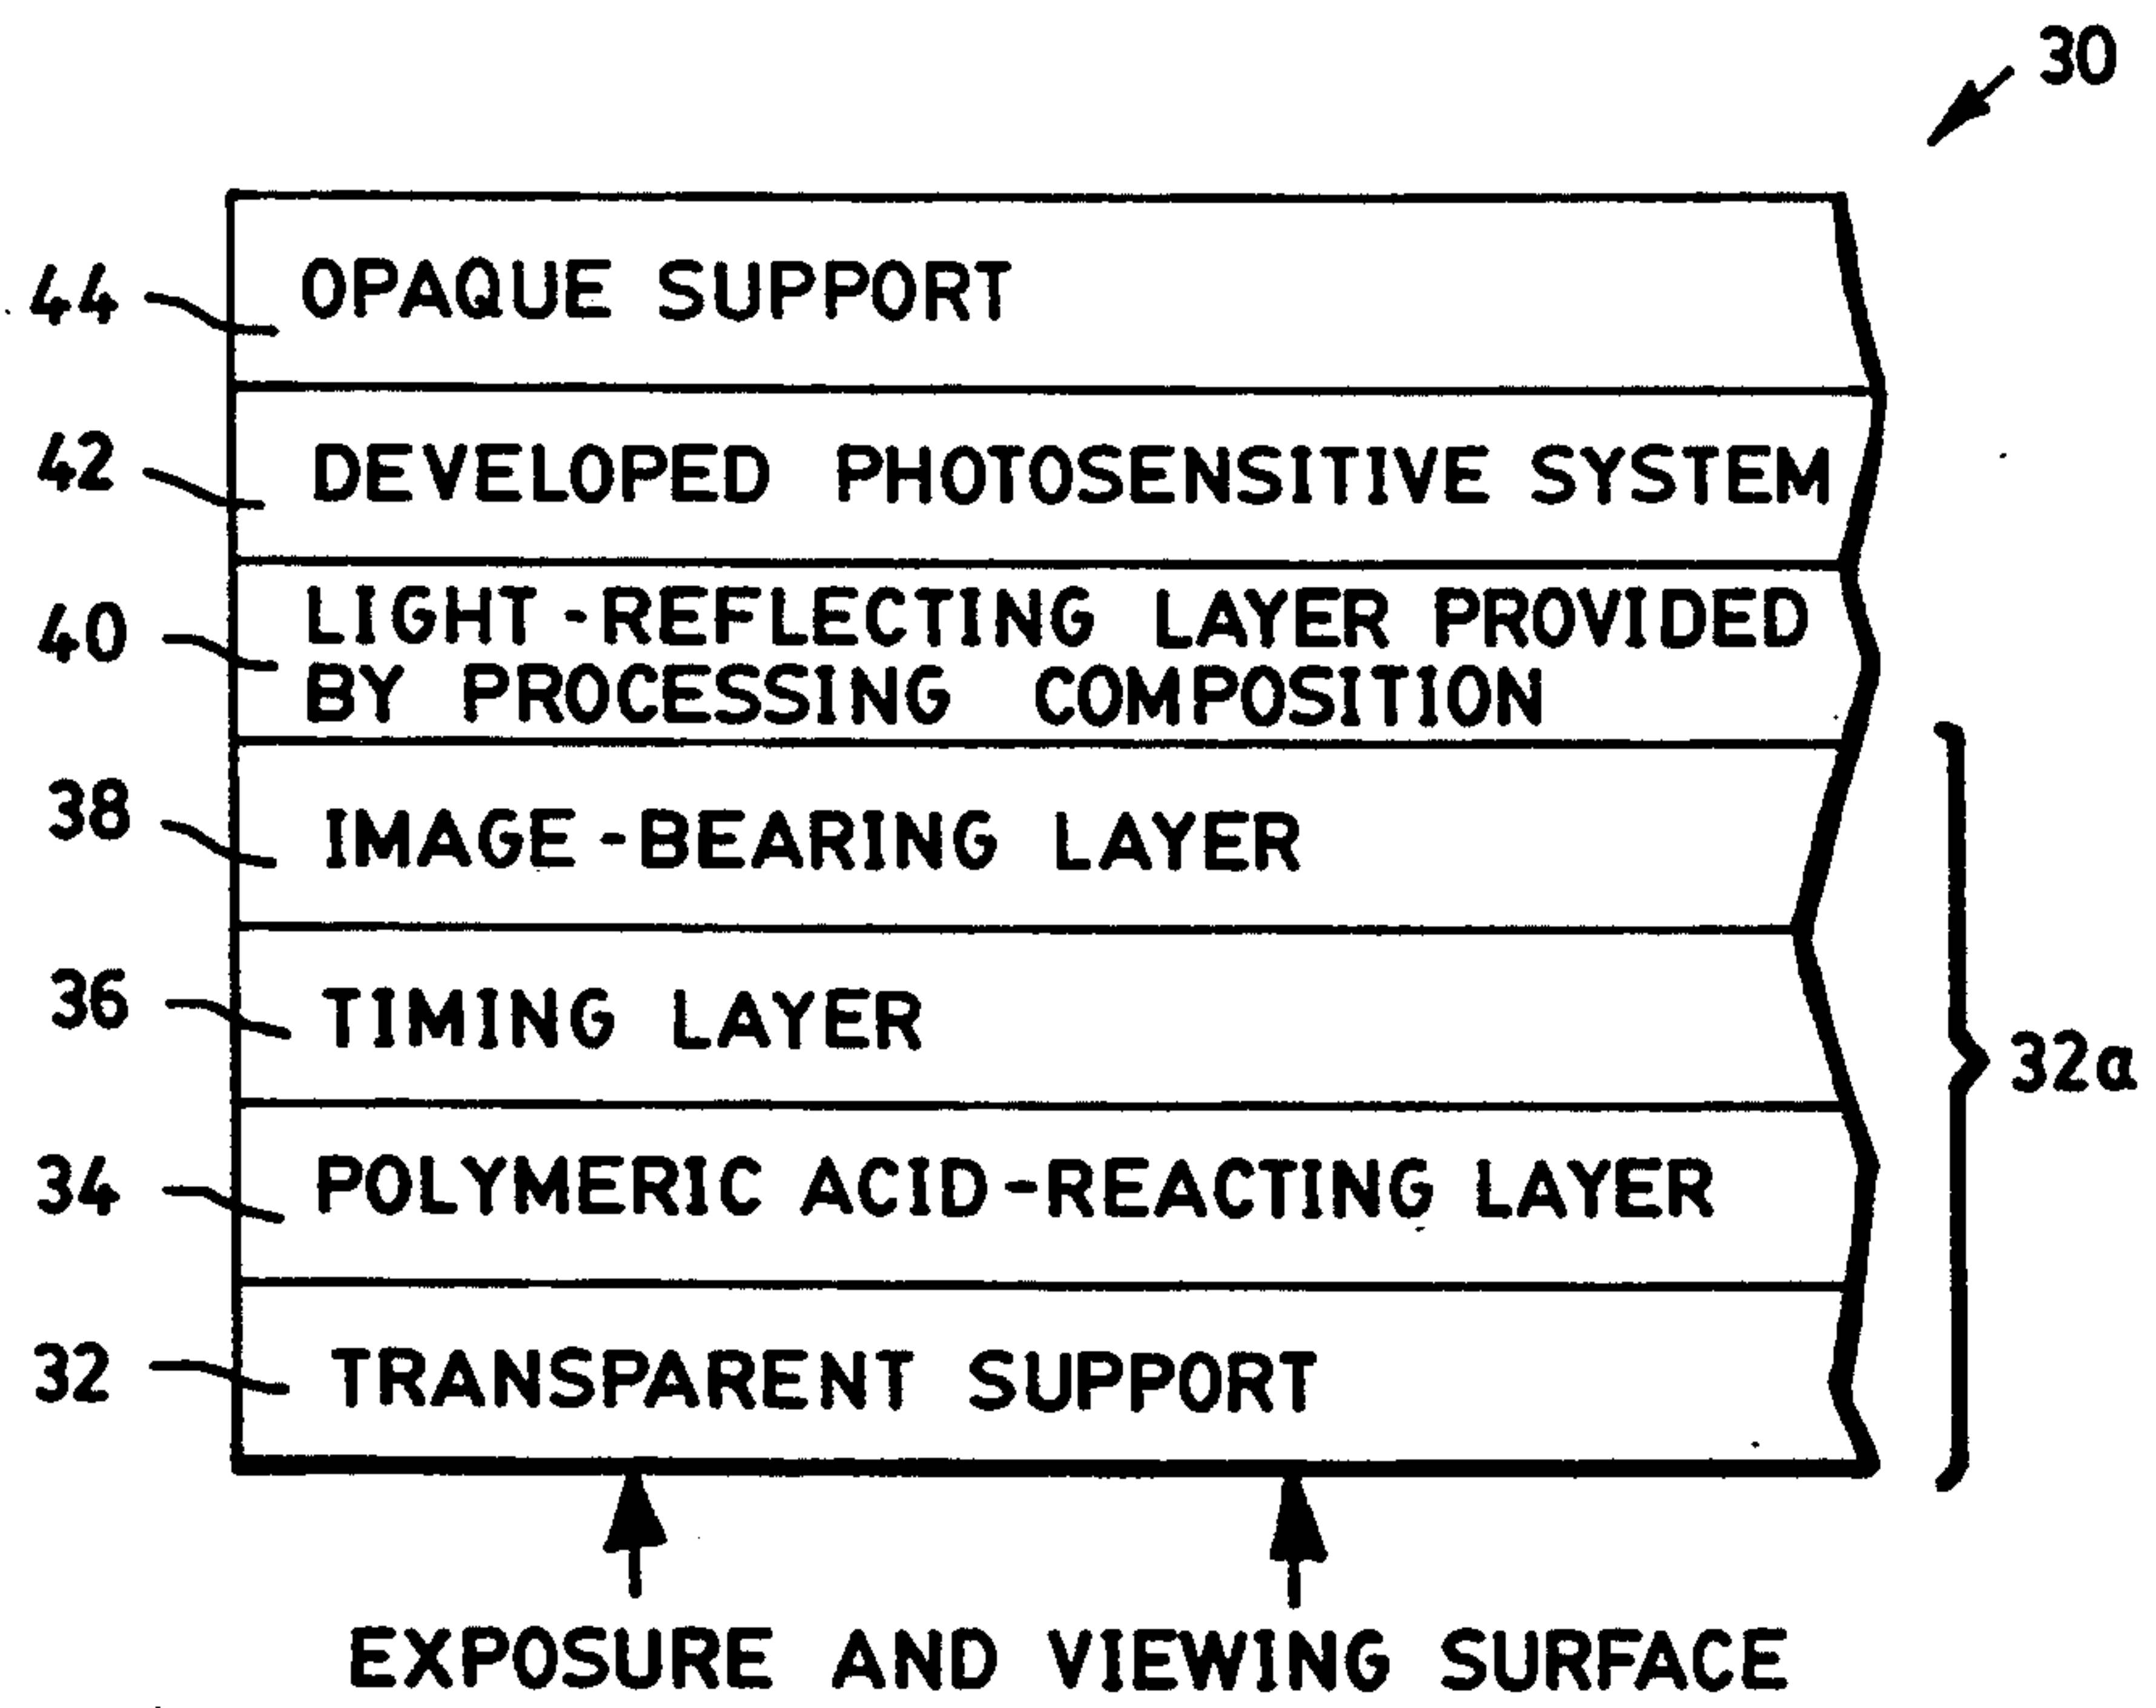 30
44 OPAQUE SUPPORT
42 DEVELOPED PHOTOSENSITIVE SYSTEM
40 LIGHT-REFLECTING LAYER PROVIDED
BY PROCESSING COMPOSITION
38 IMAGE-BEARING LAYER
36 TIMING LAYER
32a
34 POLYMERIC ACID-REACTING LAYER
32 TRANSPARENT SUPPORT
EXPOSURE AND VIEWING SURFACE